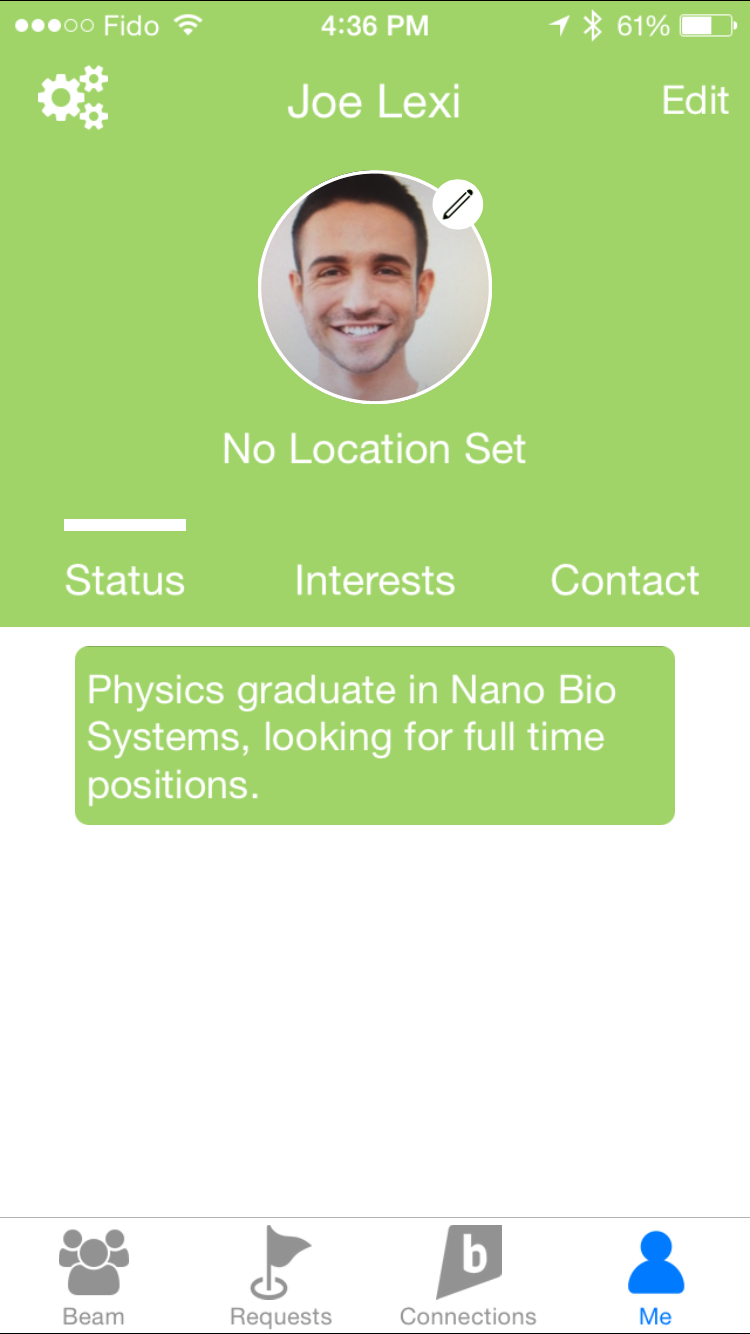 Fido 4:36 PM 61%
Joe Lexi Edit
No Location Set
Status Interests Contact
Physics graduate in Nano Bio
Systems, looking for full time
positions.
b
Beam Requests Connections Me